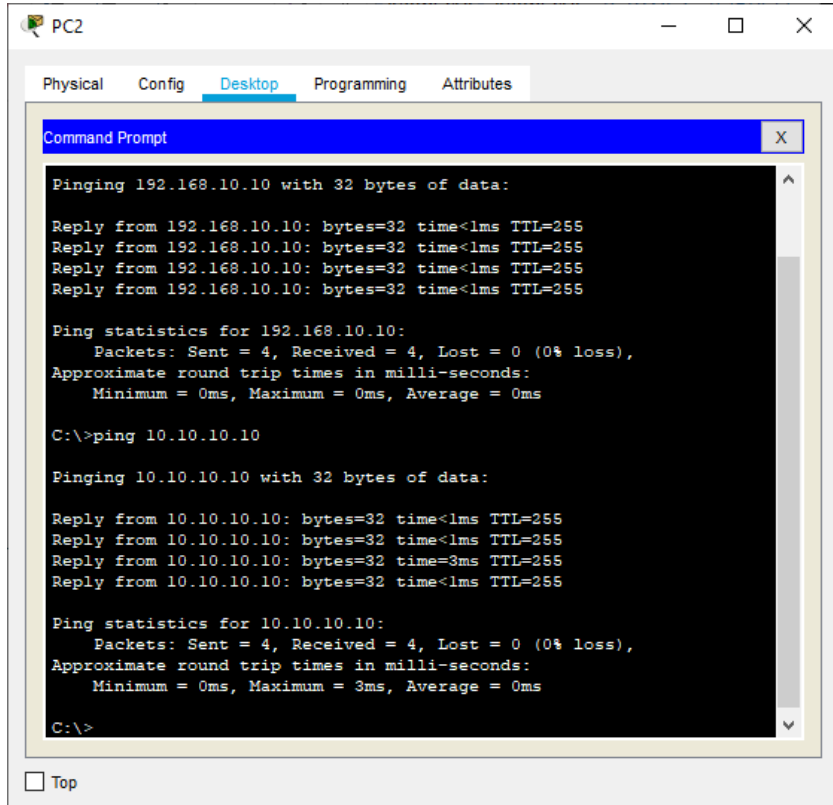 PC2
Physical Config Desktop Programming Attributes
Command Prompt X
Pinging 192.168.10.10 with 32 bytes of data:
Reply from 192.168.10.10: bytes=32 time<1ms TTL=255
Reply from 192.168.10.10: bytes=32 time<1ms TTL=255
Reply from 192.168.10.10: bytes=32 time<1ms TTL=255
Reply from 192.168.10.10: bytes=32 time<1ms TTL=255
Ping statistics for 192.168.10.10:
Packets: Sent = 4, Received = 4, Lost = 0 (0% loss),
Approximate round trip times in milli-seconds:
Minimum = 0ms, Maximum = 0ms, Average = 0ms
C:\>ping 10.10.10.10
Pinging 10.10.10.10 with 32 bytes of data:
Reply from 10.10.10.10: bytes=32 time<1ms TTL=255
Reply from 10.10.10.10: bytes=32 time<1ms TTL=255
Reply from 10.10.10.10: bytes=32 time=3ms TTL=255
Reply from 10.10.10.10: bytes=32 time<1ms TTL=255
Ping statistics for 10.10.10.10:
Packets: Sent = 4, Received = 4, Lost = 0 (0% loss),
Approximate round trip times in milli-seconds:
Minimum = 0ms, Maximum = 3ms, Average = 0ms
C:\>
Top